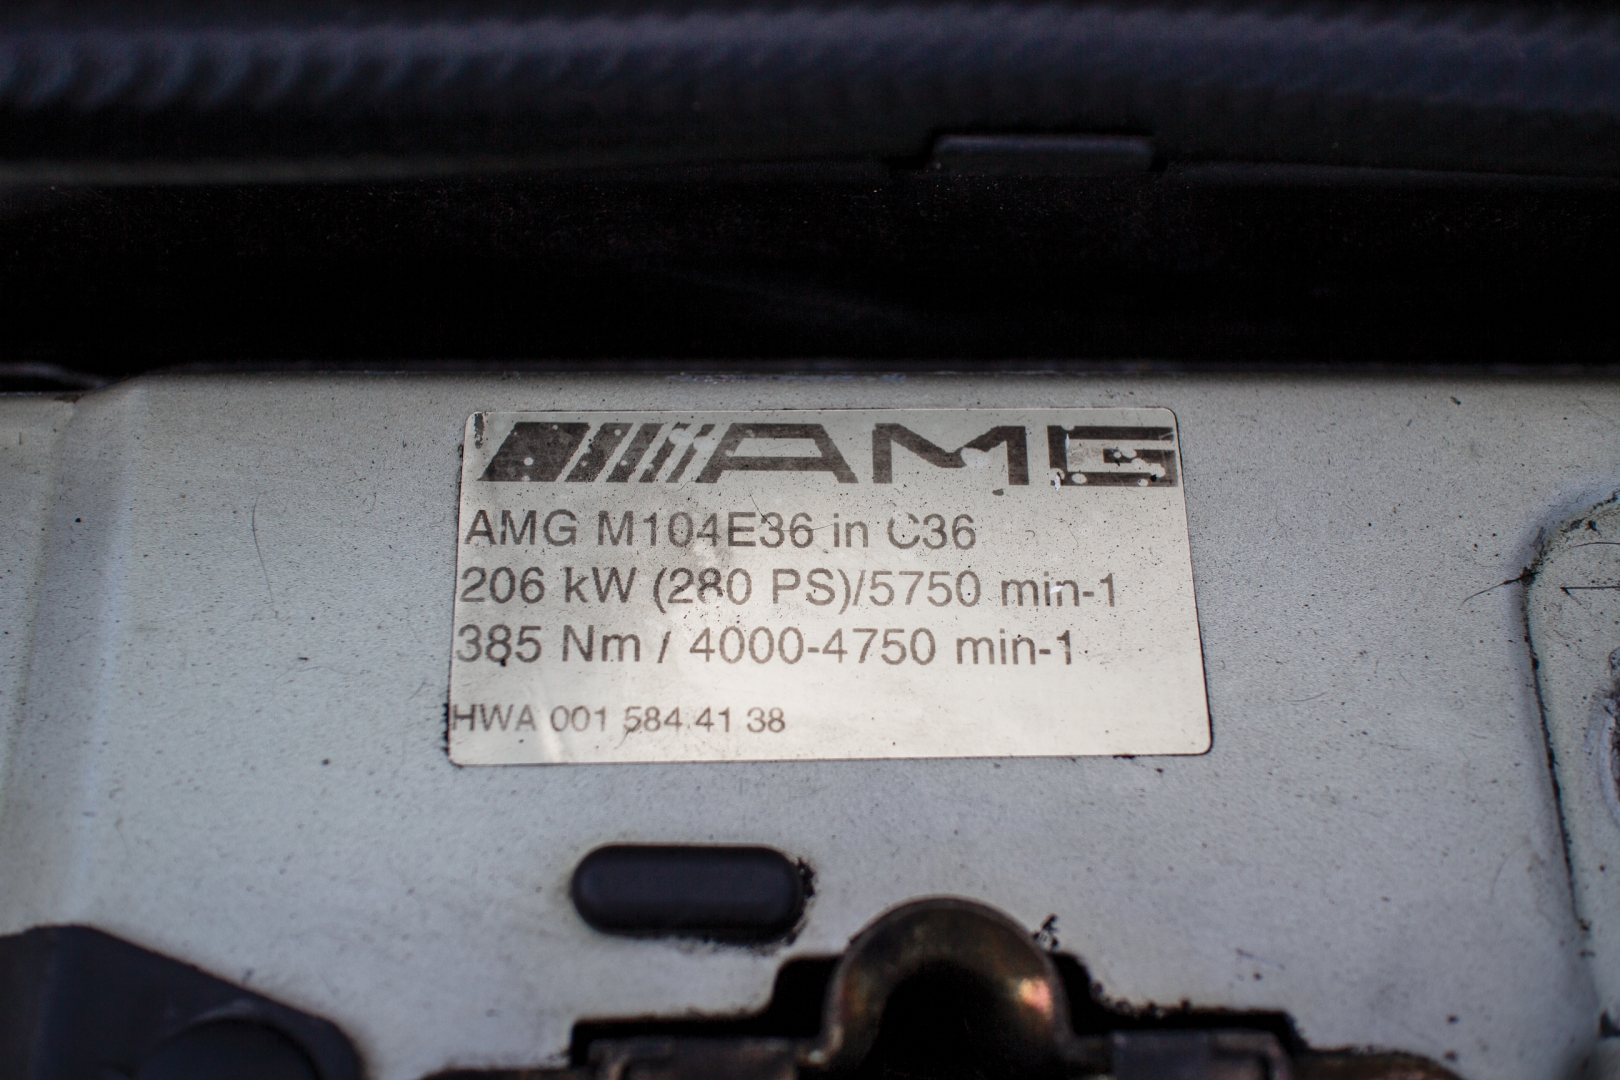 AMG
AMG M104E36 in C36
206 kW (280 PS)/5750 min-1
385 Nm / 4000-4750 min-1
HWA 001 584 41 38